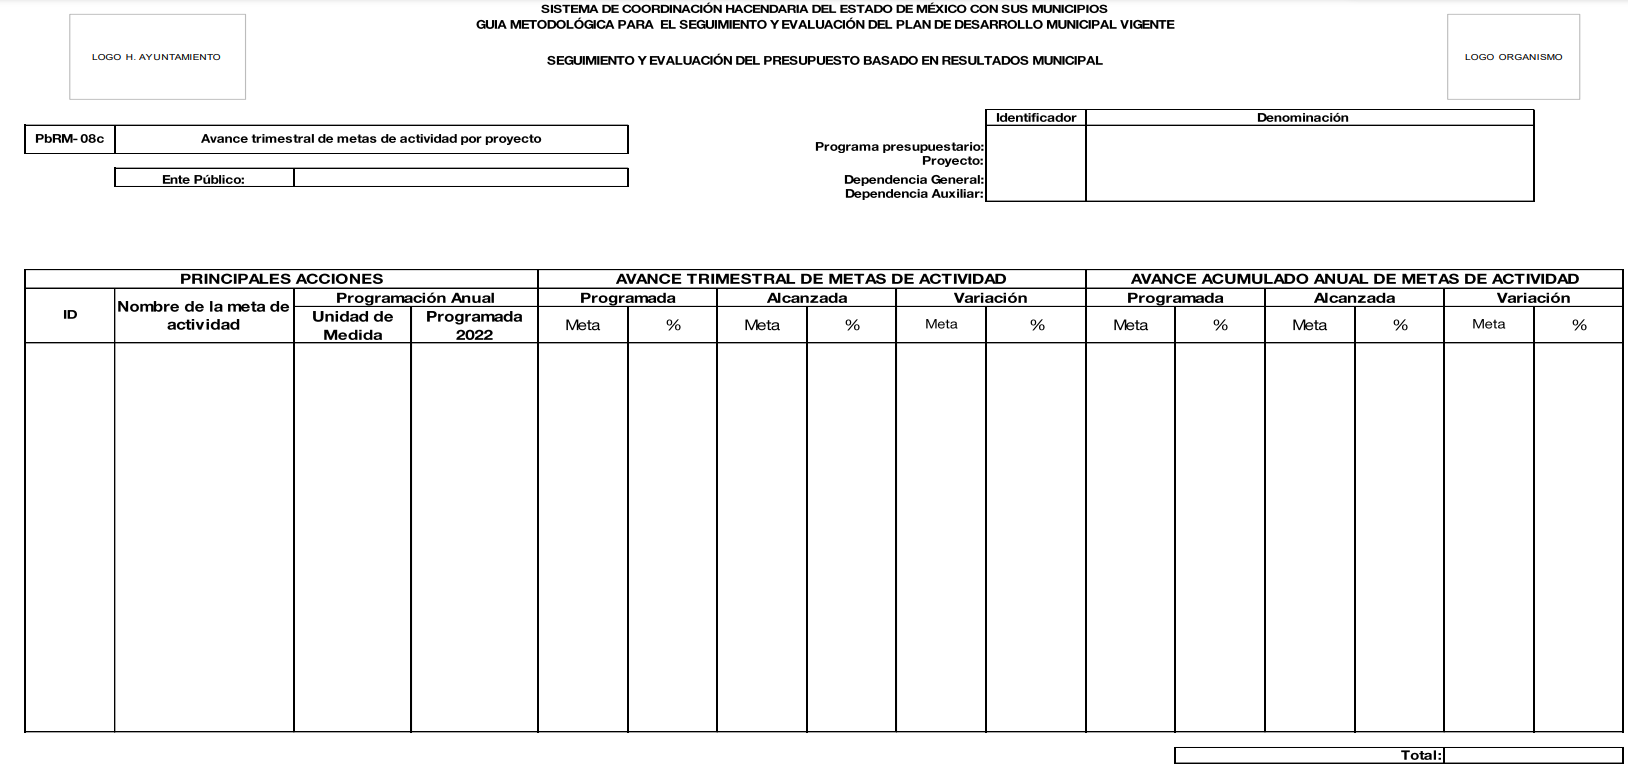 SISTEMA DE COORDINACIÓN HACENDARIA DEL ESTADO DE MÉXICO CON SUS MUNICIPIOS
GUIA METODOLÓGICA PARA EL SEGUIMIENTO Y EVALUACIÓN DEL PLAN DE DESARROLLO MUNICIPAL VIGENTE
LOGO H. AYUNTAMIENTO
SEGUIMIENTO Y EVALUACIÓN DEL PRESUPUESTO BASADO EN RESULTADOS MUNICIPAL
LOGO ORGANISMO
Identificador Denominación
PbRM- 08c Avance trimestral de metas de actividad por proyecto
Programa presupuestario:
Proyecto:
Ente Público:
Dependencia General:
Dependencia Auxiliar:
PRINCIPALES ACCIONES AVANCE TRIMESTRAL DE METAS DE ACTIVIDAD AVANCE ACUMULADO ANUAL DE METAS DE ACTIVIDAD
ID Nombre de la meta de actividad Programación Anual Programada Alcanzada Variación Programada Alcanzada Variación
Unidad de Medida Programada 2022 Meta % Meta % Meta % Meta % Meta % Meta %
Total: